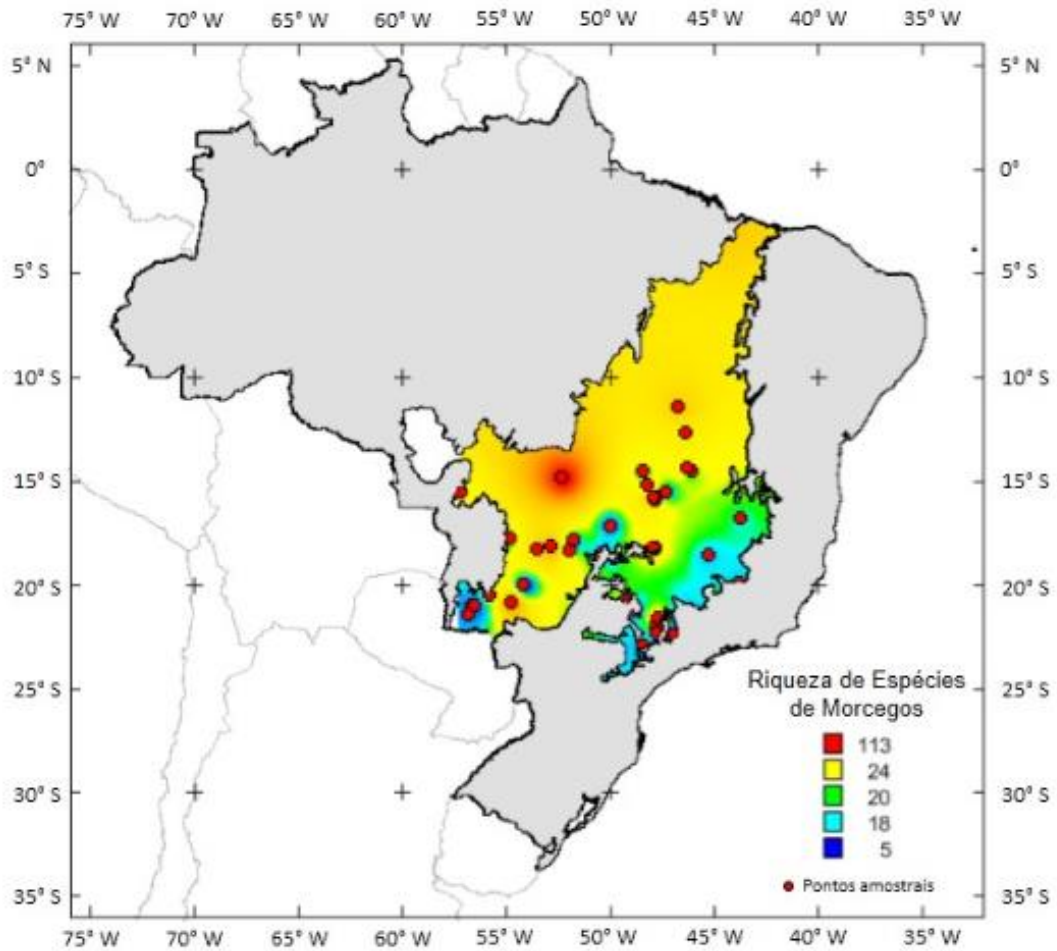 75° W 70° W 65° W 60° W 55° W 50° W 45° W 40° W 35° W
5° N 5° N
0° 0°
5° S 5° S
10° S 10° S
15° S 15° S
20° S 20° S
25° S 25° S
Riqueza de Espécies
de Morcegos
113
24
30° S 30° S
20
18
5
Pontos amostrais
35° S 35° S
75° W 70° W 65° W 60° W 55° W 50° W 45° W 40° W 35° W